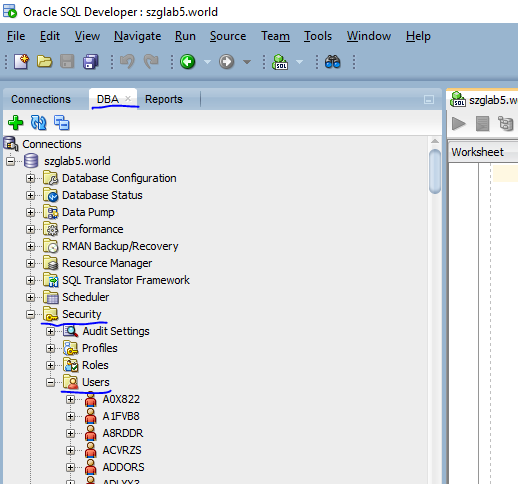 Oracle SQL Developer : szglab5.world
File Edit View Navigate Run Source Team Tools Window Help
SQL
Connections DBA Reports
szglab5.w
Connections
szglab5.world
Worksheet
Database Configuration
Database Status
Data Pump
Performance
RMAN Backup/Recovery
Resource Manager
SQL Translator Framework
Scheduler
Security
Audit Settings
Profiles
Roles
Users
A0X822
A1FVB8
A8RDDR
ACVRZS
ADDORS